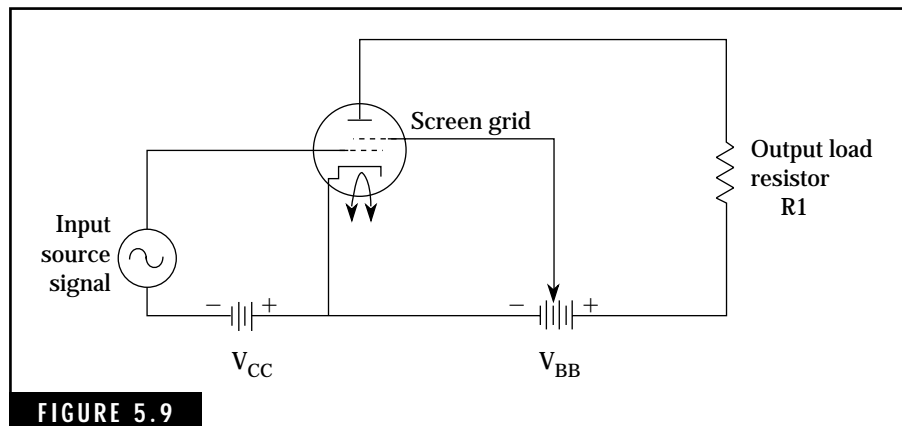 Screen grid
Output load
resistor
R1
Input
source
signal
− +
− +
V_CC
V_BB
FIGURE 5.9